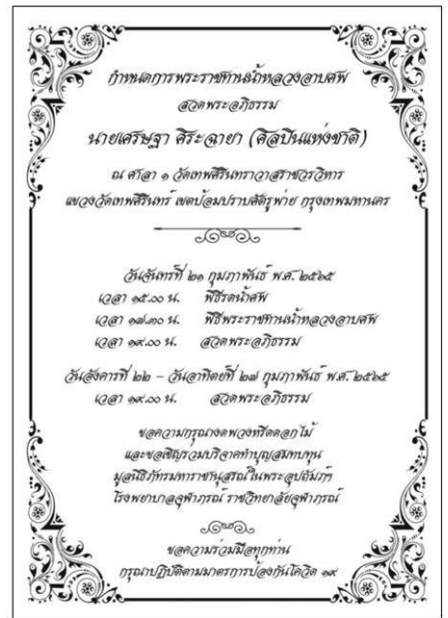 กำหนดการพระราชทานน้ำหลวงอาบศพ
สวดพระอภิธรรม
นายเศรษฐา ศิระฉายา (ศิลปินแห่งชาติ)
ณ ศาลา ๑ วัดเทพศิรินทราวาสราชวรวิหาร
แขวงวัดเทพศิรินทร์ เขตป้อมปราบศัตรูพ่าย กรุงเทพมหานคร
วันจันทร์ที่ ๒๑ กุมภาพันธ์ พ.ศ. ๒๕๖๕
เวลา ๑๕.๐๐ น. พิธีรดน้ำศพ
เวลา ๑๗.๓๐ น. พิธีพระราชทานน้ำหลวงอาบศพ
เวลา ๑๙.๐๐ น. สวดพระอภิธรรม
วันอังคารที่ ๒๒ – วันอาทิตย์ที่ ๒๗ กุมภาพันธ์ พ.ศ. ๒๕๖๕
เวลา ๑๙.๐๐ น. สวดพระอภิธรรม
ขอความกรุณางดพวงหรีดดอกไม้
และขอเชิญร่วมบริจาคทำบุญสมทบทุน
มูลนิธิภัทรมหาราชานุสรณ์ในพระอุปถัมภ์ฯ
โรงพยาบาลจุฬาภรณ์ ราชวิทยาลัยจุฬาภรณ์
ขอความร่วมมือทุกท่าน
กรุณาปฏิบัติตามมาตรการป้องกันโควิด ๑๙